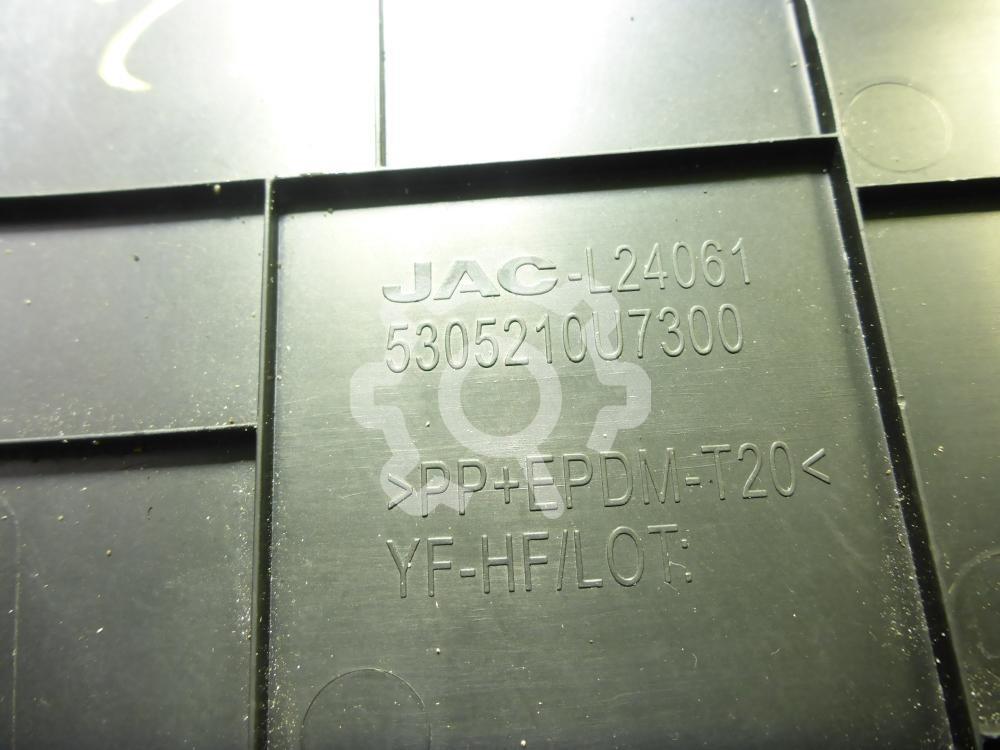 JAC-L24061
5305210U7300
>PP+EPDM-T20<
YF-HF/LOT: